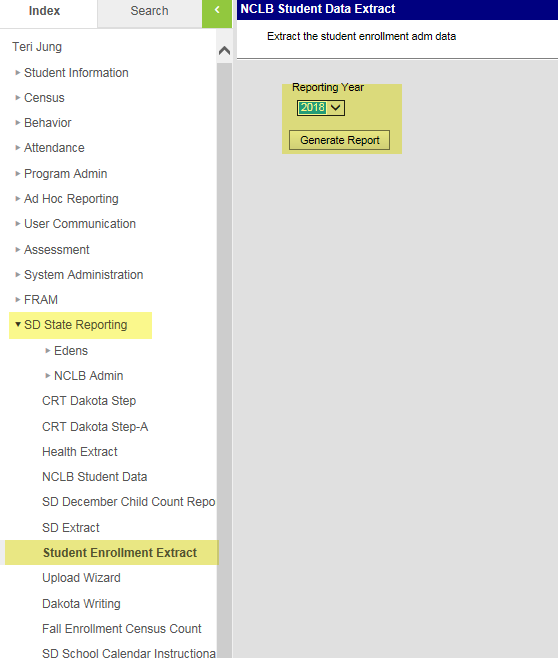 Index
Search
Teri Jung
Student Information
Census
Behavior
Attendance
Program Admin
Ad Hoc Reporting
User Communication
Assessment
System Administration
FRAM
SD State Reporting
Edens
NCLB Admin
CRT Dakota Step
CRT Dakota Step-A
Health Extract
NCLB Student Data
SD December Child Count Repo
SD Extract
Student Enrollment Extract
Upload Wizard
Dakota Writing
Fall Enrollment Census Count
SD School Calendar Instructiona
NCLB Student Data Extract
Extract the student enrollment adm data
Reporting Year
2018
Generate Report